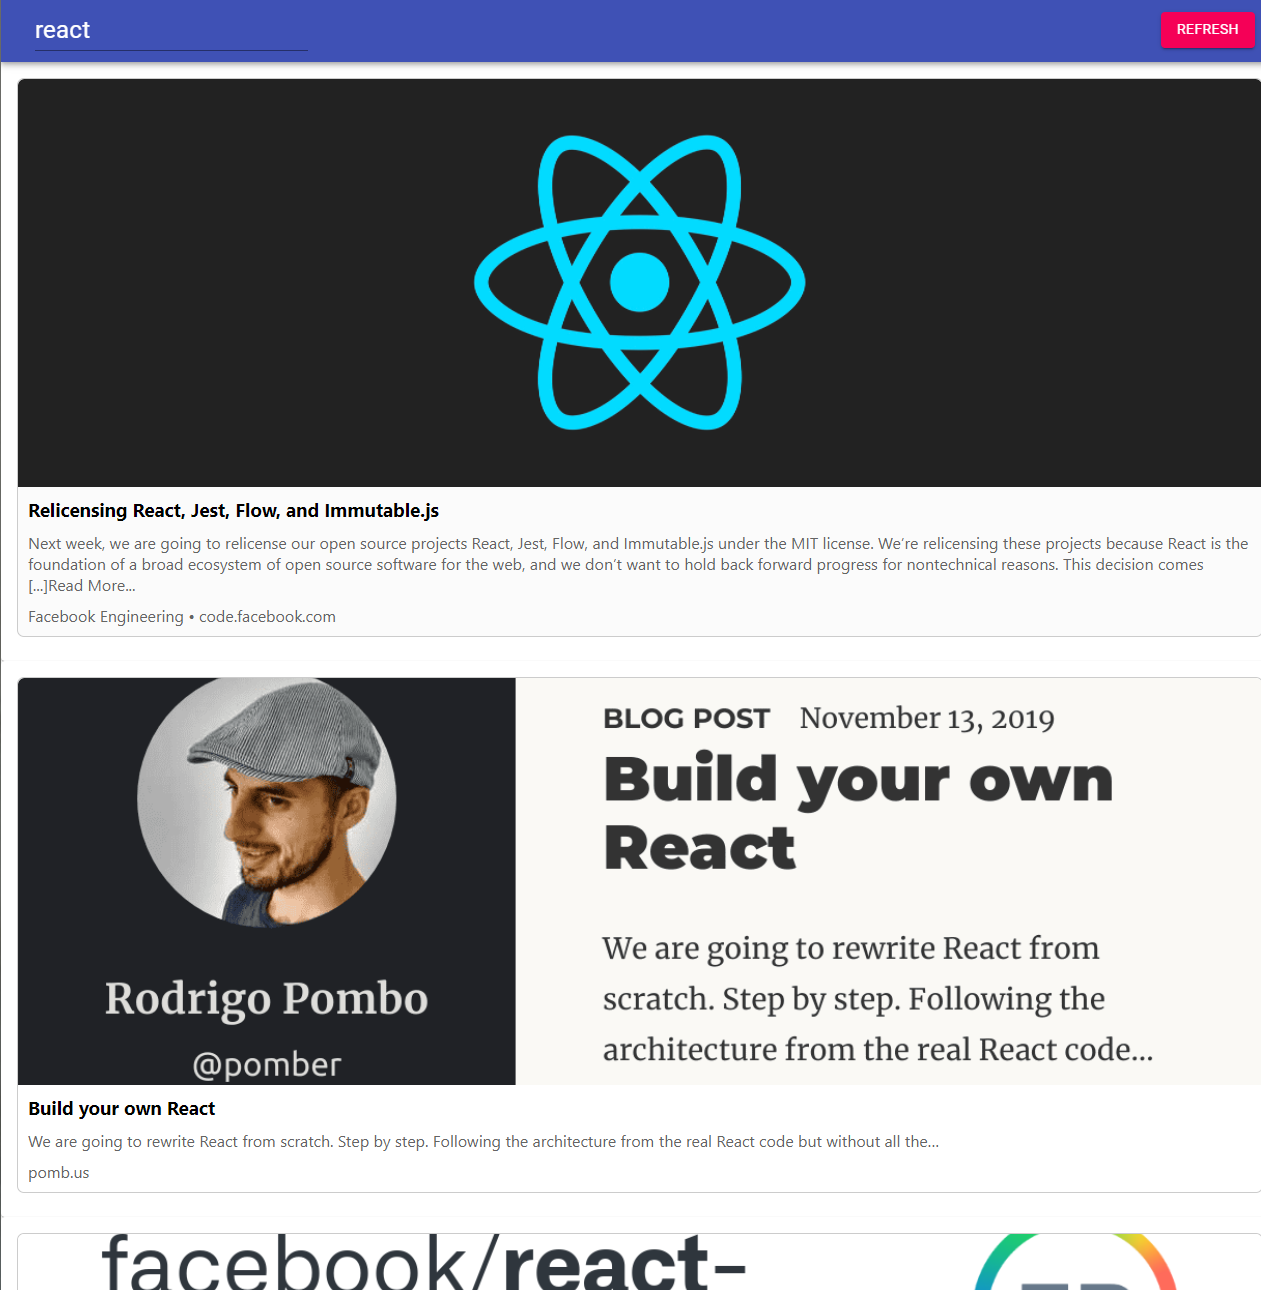 react
REFRESH
Relicensing React, Jest, Flow, and Immutable.js
Next week, we are going to relicense our open source projects React, Jest, Flow, and Immutable.js under the MIT license. We’re relicensing these projects because React is the
foundation of a broad ecosystem of open source software for the web, and we don’t want to hold back forward progress for nontechnical reasons. This decision comes
[...]Read More...
Facebook Engineering • code.facebook.com
BLOG POST November 13, 2019
Build your own
React
We are going to rewrite React from
scratch. Step by step. Following the
architecture from the real React code...
Rodrigo Pombo
@pomber
Build your own React
We are going to rewrite React from scratch. Step by step. Following the architecture from the real React code but without all the…
pomb.us
facebook/react-